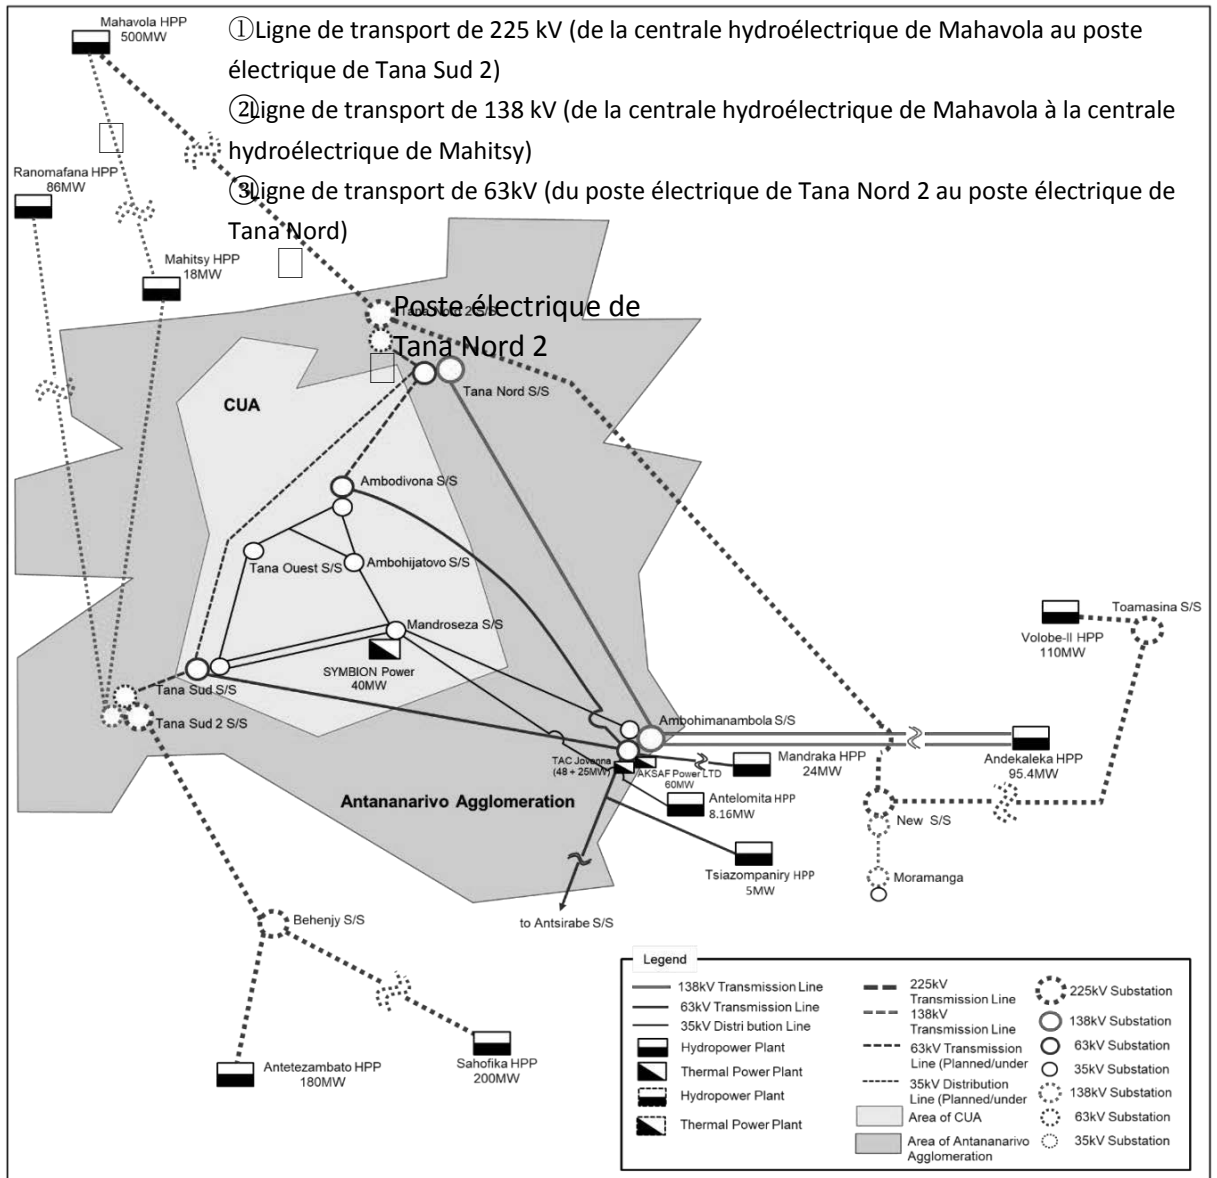 ①Ligne de transport de 225 kV (de la centrale hydroélectrique de Mahavola au poste
électrique de Tana Sud 2)
②Ligne de transport de 138 kV (de la centrale hydroélectrique de Mahavola à la centrale
hydroélectrique de Mahitsy)
③Ligne de transport de 63kV (du poste électrique de Tana Nord 2 au poste électrique de
Tana Nord)
Mahavola HPP
500MW
Ranomafana HPP
86MW
Mahitsy HPP
18MW
Poste électrique de
Tana Nord 2
Tana Nord 2 S/S
Tana Nord S/S
CUA
Ambodivona S/S
Tana Ouest S/S
Ambohijatovo S/S
Mandroseza S/S
SYMBION Power
40MW
Tana Sud S/S
Tana Sud 2 S/S
Toamasina S/S
Volobe-II HPP
110MW
Ambohimanambola S/S
Andekaleka HPP
95.4MW
Mandraka HPP
24MW
TAC Jovenna
(48 + 25MW)
AKSAF Power LTD
60MW
Antananarivo Agglomeration
Antelomita HPP
8.16MW
New S/S
Tsiazompaniry HPP
5MW
Moramanga
to Antsirabe S/S
Behenjy S/S
Antetezambato HPP
180MW
Sahofika HPP
200MW
Legend
138kV Transmission Line
63kV Transmission Line
35kV Distri bution Line
Hydropower Plant
Thermal Power Plant
Hydropower Plant
Thermal Power Plant
225kV
Transmission Line
138kV
Transmission Line
63kV Transmission
Line (Planned/under
35kV Distribution
Line (Planned/under
Area of CUA
Area of Antananarivo
Agglomeration
225kV Substation
138kV Substation
63kV Substation
35kV Substation
138kV Substation
63kV Substation
35kV Substation